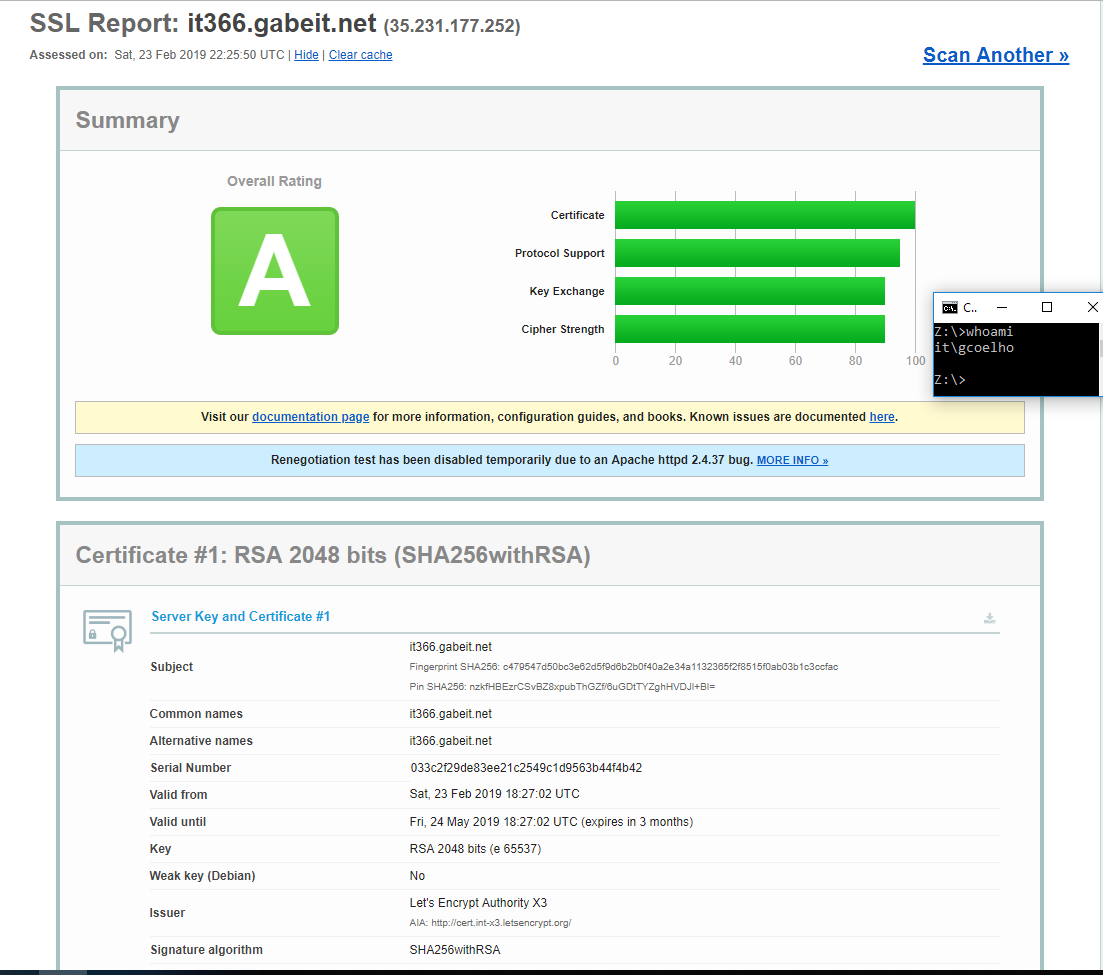 SSL Report: it366.gabeit.net (35.231.177.252)
Assessed on: Sat, 23 Feb 2019 22:25:50 UTC | Hide | Clear cache
Scan Another »
Summary
Overall Rating
A
Certificate
Protocol Support
Key Exchange
Cipher Strength
0 20 40 60 80 100
C:\. C..
Z:\>whoami
it\gcoelho
Z:\>
Visit our documentation page for more information, configuration guides, and books. Known issues are documented here.
Renegotiation test has been disabled temporarily due to an Apache httpd 2.4.37 bug. MORE INFO »
Certificate #1: RSA 2048 bits (SHA256withRSA)
Server Key and Certificate #1
Subject
it366.gabeit.net
Fingerprint SHA256: c479547d50bc3e62d5f9d6b2b0f40a2e34a1132365f2f8515f0ab03b1c3ccfac
Pin SHA256: nzkfHBEzrCSvBZ8xpubThGZf/6uGDtTYZghHVDJI+BI=
Common names it366.gabeit.net
Alternative names it366.gabeit.net
Serial Number 033c2f29de83ee21c2549c1d9563b44f4b42
Valid from Sat, 23 Feb 2019 18:27:02 UTC
Valid until Fri, 24 May 2019 18:27:02 UTC (expires in 3 months)
Key RSA 2048 bits (e 65537)
Weak key (Debian) No
Issuer
Let's Encrypt Authority X3
AIA: http://cert.int-x3.letsencrypt.org/
Signature algorithm SHA256withRSA